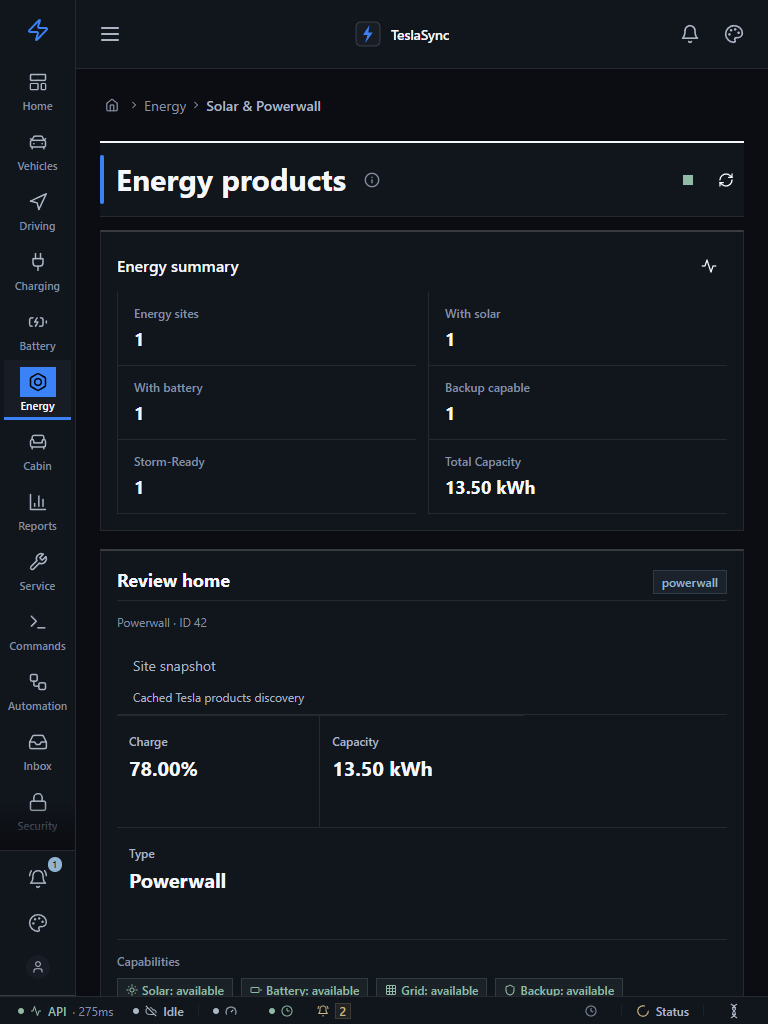 TeslaSync
Home
Vehicles
Driving
Charging
Battery
Energy
Cabin
Reports
Service
Commands
Automation
Inbox
Security
1
Energy
Solar & Powerwall
Energy products
Energy summary
Energy sites
1
With solar
1
With battery
1
Backup capable
1
Storm-Ready
1
Total Capacity
13.50 kWh
Review home
powerwall
Powerwall · ID 42
Site snapshot
Cached Tesla products discovery
Charge
78.00%
Capacity
13.50 kWh
Type
Powerwall
Capabilities
Solar: available
Battery: available
Grid: available
Backup: available
API · 275ms
Idle
2
Status